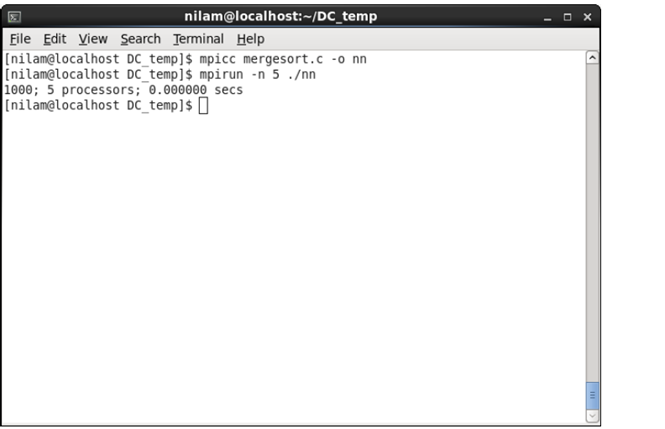 nilam@localhost:~/DC_temp
File Edit View Search Terminal Help
[nilam@localhost DC_temp]$ mpicc mergesort.c -o nn
[nilam@localhost DC_temp]$ mpirun -n 5 ./nn
1000; 5 processors; 0.000000 secs
[nilam@localhost DC_temp]$